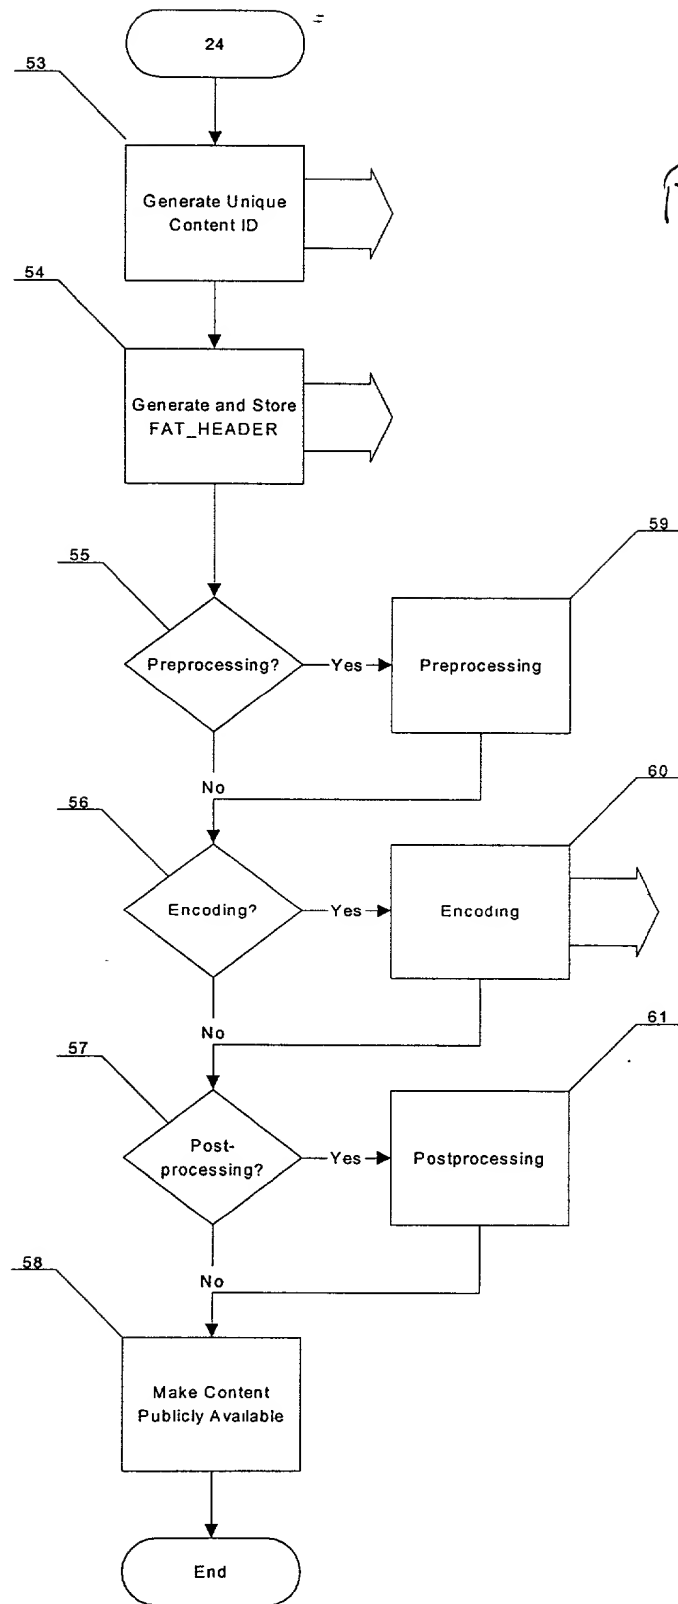 24
53
Generate Unique
Content ID
54
Generate and Store
FAT_HEADER
59
55
Preprocessing?
Yes
Preprocessing
No
60
56
Encoding?
Yes
Encoding
No
61
57
Post-
processing?
Yes
Postprocessing
No
58
Make Content
Publicly Available
End